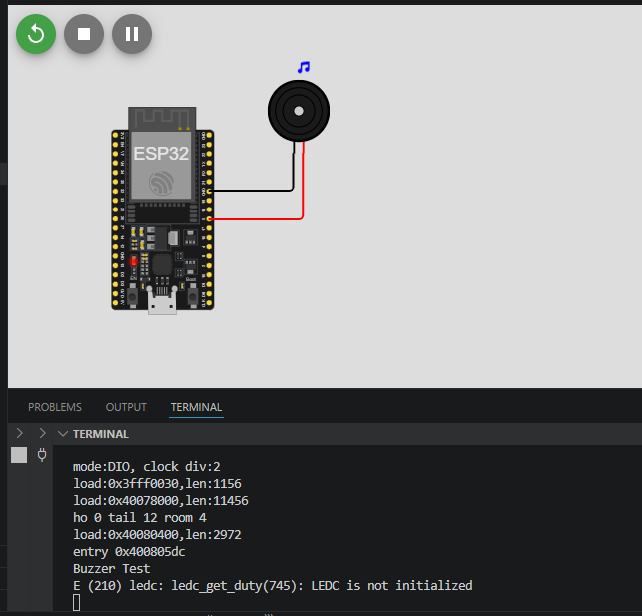 ESP32
PROBLEMS OUTPUT TERMINAL
TERMINAL
mode:DIO, clock div:2
load:0x3fff0030,len:1156
load:0x40078000,len:11456
ho 0 tail 12 room 4
load:0x40080400,len:2972
entry 0x400805dc
Buzzer Test
E (210) ledc: ledc_get_duty(745): LEDC is not initialized